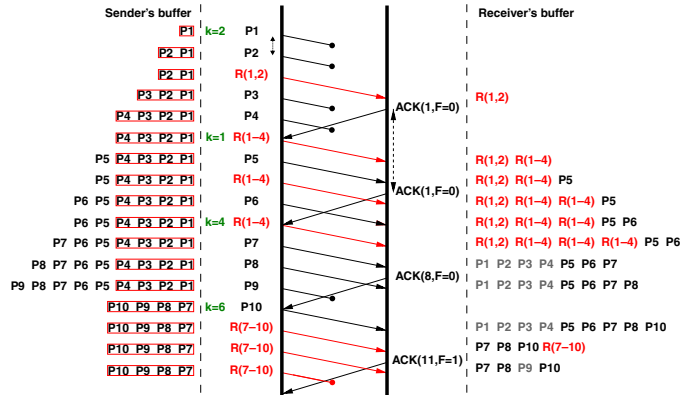 Sender's buffer Receiver's buffer
P1 k=2 P1
P2 P1 P2
P2 P1 R(1,2)
P3 P2 P1 P3 R(1,2)
P4 P3 P2 P1 P4 ACK(1,F=0)
P4 P3 P2 P1 k=1 R(1−4)
P5 P4 P3 P2 P1 P5 R(1,2) R(1−4)
P5 P4 P3 P2 P1 R(1−4) R(1,2) R(1−4) P5
ACK(1,F=0)
P6 P5 P4 P3 P2 P1 P6 R(1,2) R(1−4) R(1−4) P5
P6 P5 P4 P3 P2 P1 k=4 R(1−4) R(1,2) R(1−4) R(1−4) P5 P6
P7 P6 P5 P4 P3 P2 P1 P7 R(1,2) R(1−4) R(1−4) R(1−4) P5 P6
P8 P7 P6 P5 P4 P3 P2 P1 P8 P1 P2 P3 P4 P5 P6 P7
ACK(8,F=0)
P9 P8 P7 P6 P5 P4 P3 P2 P1 P9 P1 P2 P3 P4 P5 P6 P7 P8
P10 P9 P8 P7 k=6 P10
P10 P9 P8 P7 R(7−10) P1 P2 P3 P4 P5 P6 P7 P8 P10
P10 P9 P8 P7 R(7−10) P7 P8 P10 R(7−10)
ACK(11,F=1)
P10 P9 P8 P7 R(7−10) P7 P8 P9 P10